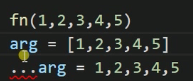 fn(1,2,3,4,5)
arg = [1,2,3,4,5]
...arg = 1,2,3,4,5